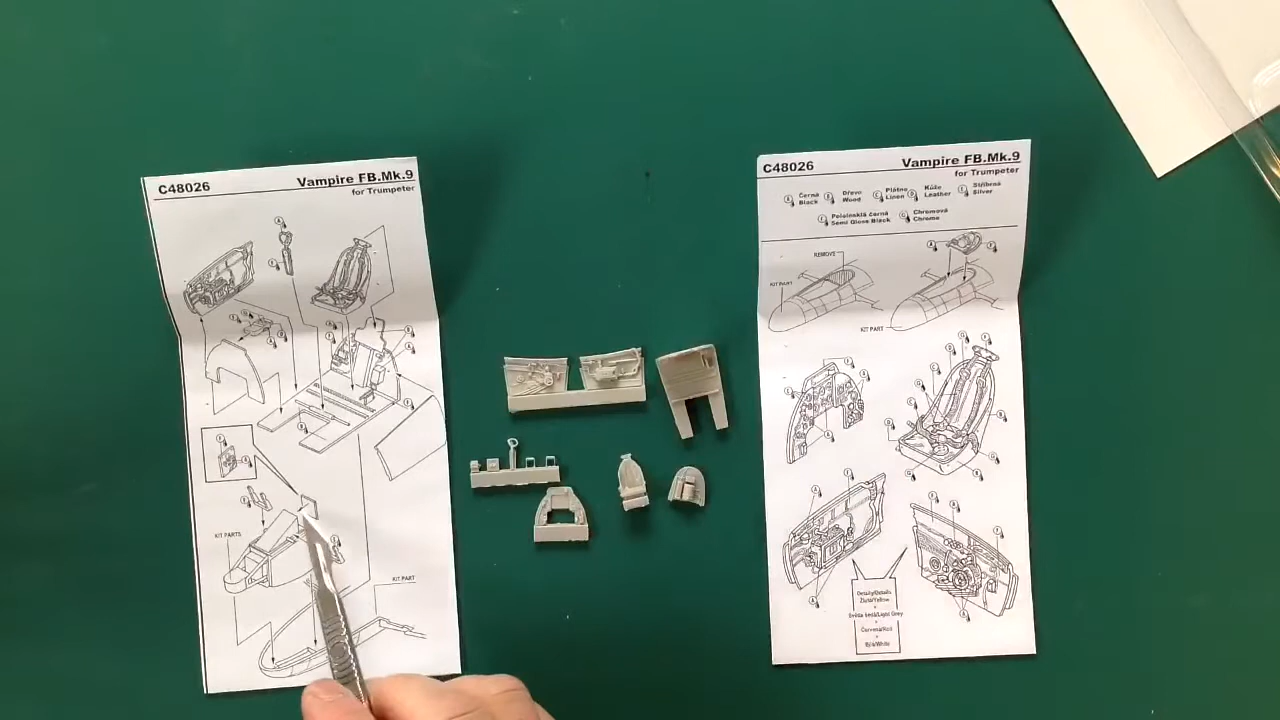 C48026
Vampire FB.Mk.9
for Trumpeter
KIT PARTS
KIT PART
C48026
Vampire FB.Mk.9
for Trumpeter
Černá
Black
Dřevo
Wood
Plátno
Linen
Kůže
Leather
Stříbrná
Silver
Pololesklá černá
Semi Gloss Black
Chromová
Chrome
REMOVE
KIT PART
KIT PART
Detaily/Details
Žlutá/Yellow
Světle šedá/Light Grey
Červená/Red
Bílá/White